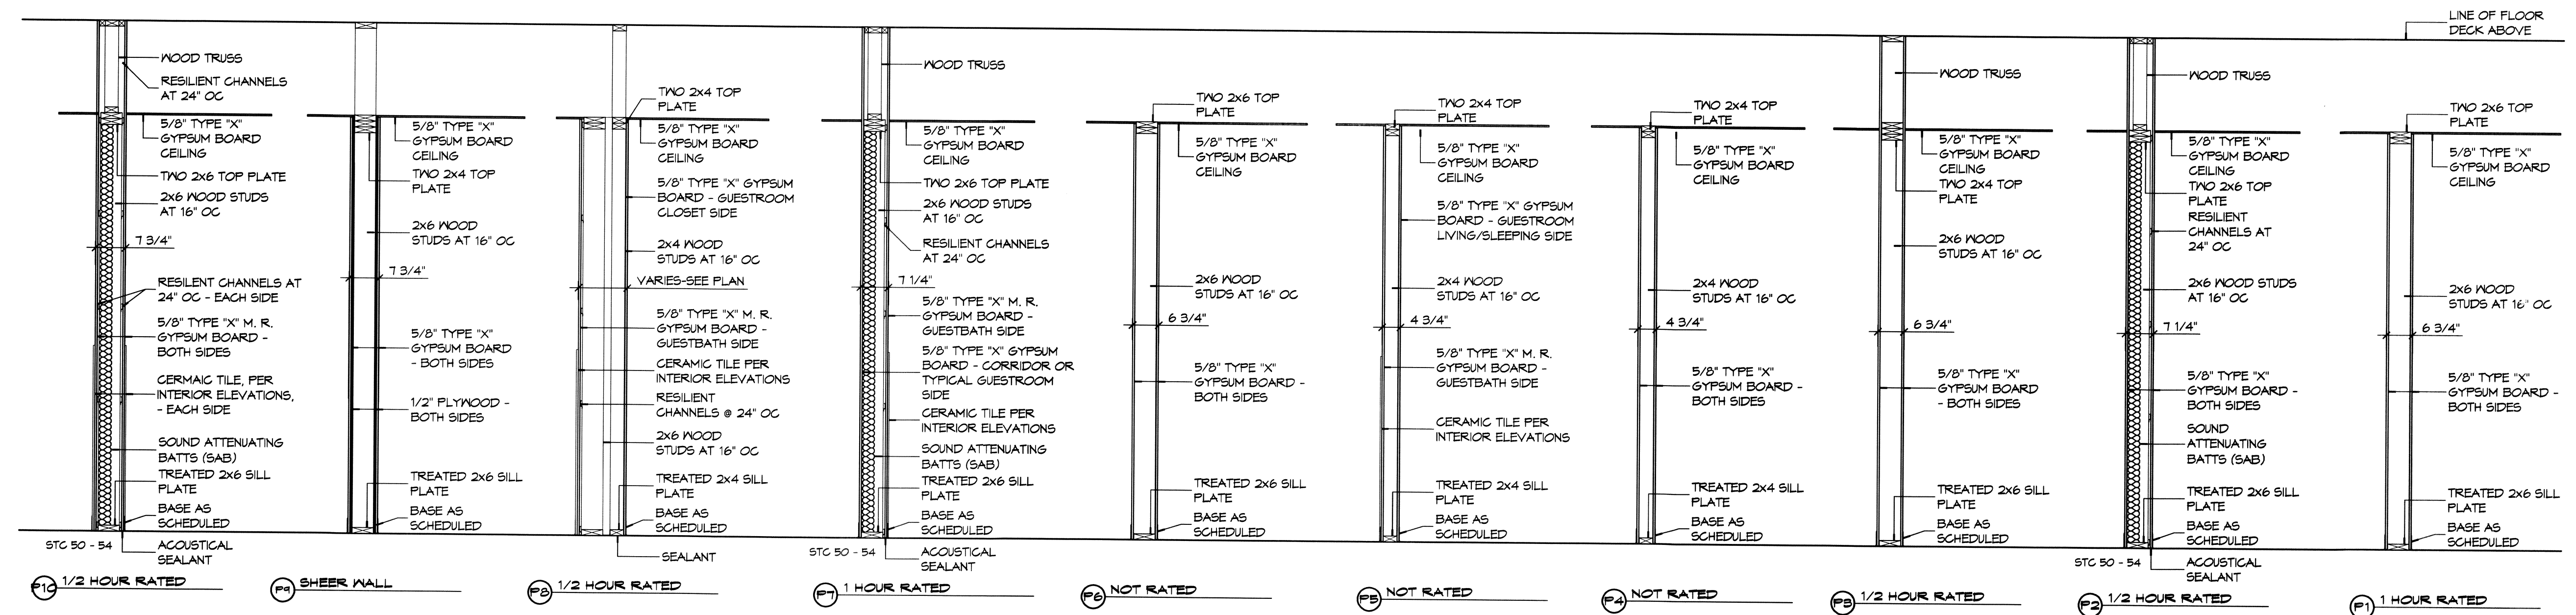 WOOD TRUSS
RESILIENT CHANNELS
AT 24" OC
5/8" TYPE "X"
GYPSUM BOARD
CEILING
TWO 2x6 TOP PLATE
2x6 WOOD STUDS
AT 16" OC
7 3/4"
RESILENT CHANNELS AT
24" OC - EACH SIDE
5/8" TYPE "X" M. R.
GYPSUM BOARD -
BOTH SIDES
CERMAIC TILE, PER
INTERIOR ELEVATIONS,
- EACH SIDE
SOUND ATTENUATING
BATTS (SAB)
TREATED 2x6 SILL
PLATE
BASE AS
SCHEDULED
STC 50 - 54
ACOUSTICAL
SEALANT
P10 1/2 HOUR RATED
5/8" TYPE "X"
GYPSUM BOARD
CEILING
TWO 2x4 TOP
PLATE
2x6 WOOD
STUDS AT 16" OC
7 3/4"
5/8" TYPE "X"
GYPSUM BOARD
- BOTH SIDES
1/2" PLYWOOD -
BOTH SIDES
TREATED 2x6 SILL
PLATE
BASE AS
SCHEDULED
P9 SHEER WALL
TWO 2x4 TOP
PLATE
5/8" TYPE "X"
GYPSUM BOARD
CEILING
5/8" TYPE "X" GYPSUM
BOARD - GUESTROOM
CLOSET SIDE
2x4 WOOD
STUDS AT 16" OC
VARIES-SEE PLAN
5/8" TYPE "X" M. R.
GYPSUM BOARD -
GUESTBATH SIDE
CERAMIC TILE PER
INTERIOR ELEVATIONS
RESILIENT
CHANNELS @ 24" OC
2x6 WOOD
STUDS AT 16" OC
TREATED 2x4 SILL
PLATE
BASE AS
SCHEDULED
SEALANT
P8 1/2 HOUR RATED
WOOD TRUSS
5/8" TYPE "X"
GYPSUM BOARD
CEILING
TWO 2x6 TOP PLATE
2x6 WOOD STUDS
AT 16" OC
RESILIENT CHANNELS
AT 24" OC
7 1/4"
5/8" TYPE "X" M. R.
GYPSUM BOARD -
GUESTBATH SIDE
5/8" TYPE "X" GYPSUM
BOARD - CORRIDOR OR
TYPICAL GUESTROOM
SIDE
CERAMIC TILE PER
INTERIOR ELEVATIONS
SOUND ATTENUATING
BATTS (SAB)
TREATED 2x6 SILL
PLATE
BASE AS
SCHEDULED
STC 50 - 54
ACOUSTICAL
SEALANT
P7 1 HOUR RATED
TWO 2x6 TOP
PLATE
5/8" TYPE "X"
GYPSUM BOARD
CEILING
2x6 WOOD
STUDS AT 16" OC
6 3/4"
5/8" TYPE "X"
GYPSUM BOARD -
BOTH SIDES
TREATED 2x6 SILL
PLATE
BASE AS
SCHEDULED
P6 NOT RATED
TWO 2x4 TOP
PLATE
5/8" TYPE "X"
GYPSUM BOARD
CEILING
5/8" TYPE "X" GYPSUM
BOARD - GUESTROOM
LIVING/SLEEPING SIDE
2x4 WOOD
STUDS AT 16" OC
4 3/4"
5/8" TYPE "X" M. R.
GYPSUM BOARD -
GUESTBATH SIDE
CERAMIC TILE PER
INTERIOR ELEVATIONS
TREATED 2x4 SILL
PLATE
BASE AS
SCHEDULED
P5 NOT RATED
TWO 2x4 TOP
PLATE
5/8" TYPE "X"
GYPSUM BOARD
CEILING
2x4 WOOD
STUDS AT 16" OC
4 3/4"
5/8" TYPE "X"
GYPSUM BOARD -
BOTH SIDES
TREATED 2x4 SILL
PLATE
BASE AS
SCHEDULED
P4 NOT RATED
WOOD TRUSS
5/8" TYPE "X"
GYPSUM BOARD
CEILING
TWO 2x4 TOP
PLATE
2x6 WOOD
STUDS AT 16" OC
6 3/4"
5/8" TYPE "X"
GYPSUM BOARD
- BOTH SIDES
TREATED 2x6 SILL
PLATE
BASE AS
SCHEDULED
P3 1/2 HOUR RATED
WOOD TRUSS
5/8" TYPE "X"
GYPSUM BOARD
CEILING
TWO 2x6 TOP
PLATE
RESILIENT
CHANNELS AT
24" OC
2x6 WOOD STUDS
AT 16" OC
7 1/4"
5/8" TYPE "X"
GYPSUM BOARD -
BOTH SIDES
SOUND
ATTENUATING
BATTS (SAB)
TREATED 2x6 SILL
PLATE
BASE AS
SCHEDULED
STC 50 - 54
ACOUSTICAL
SEALANT
P2 1/2 HOUR RATED
LINE OF FLOOR
DECK ABOVE
TWO 2x6 TOP
PLATE
5/8" TYPE "X"
GYPSUM BOARD
CEILING
2x6 WOOD
STUDS AT 16" OC
6 3/4"
5/8" TYPE "X"
GYPSUM BOARD -
BOTH SIDES
TREATED 2x6 SILL
PLATE
BASE AS
SCHEDULED
P1 1 HOUR RATED